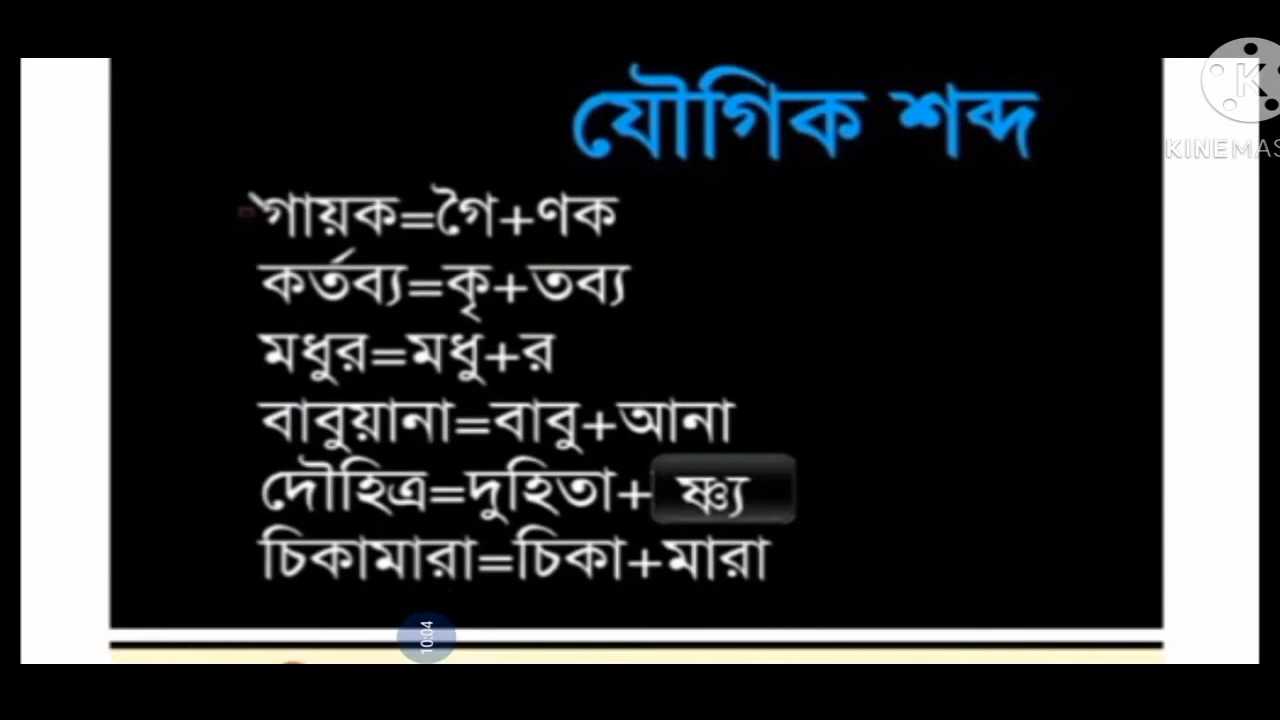 যৌগিক শব্দ
গায়ক=গৈ+ণক
কর্তব্য=কৃ+তব্য
মধুর=মধু+র
বাবুয়ানা=বাবু+আনা
দৌহিত্র=দুহিতা+ ষ্ণ্য
চিকামারা=চিকা+মারা
10:04
KINEMAS